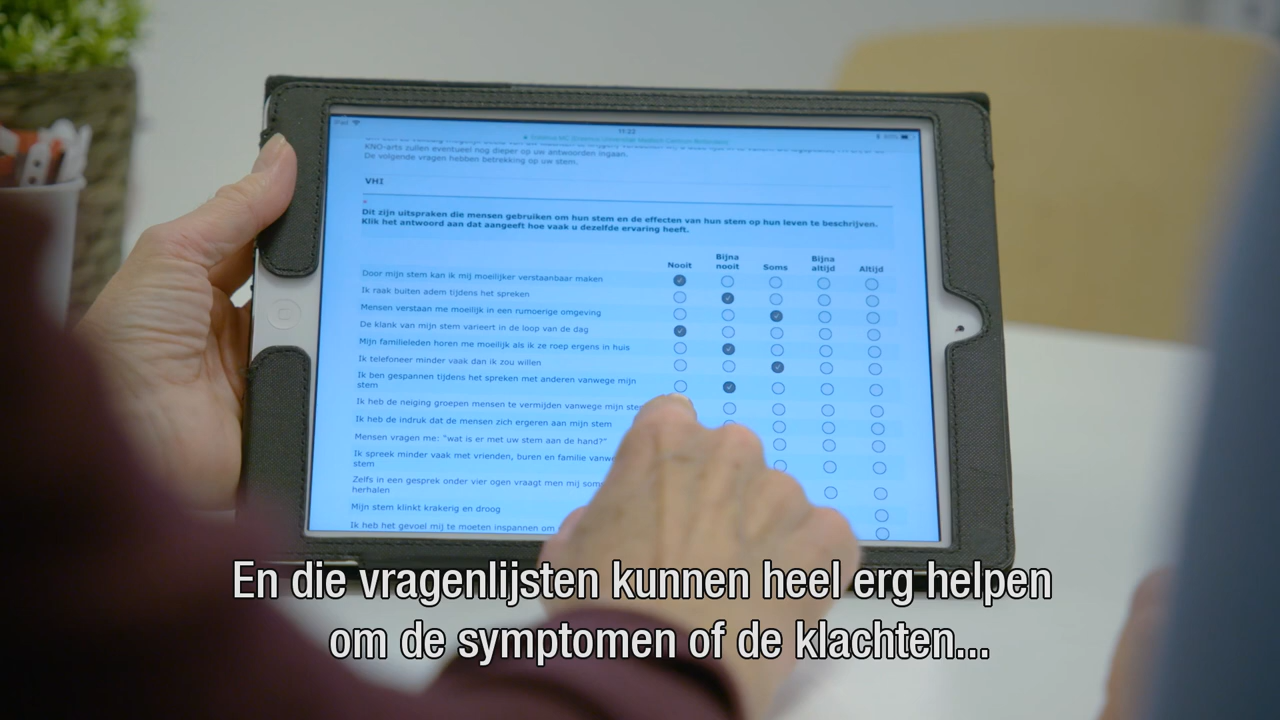 iPad
11:22
KNO-arts zullen eventueel nog dieper op uw antwoorden ingaan.
De volgende vragen hebben betrekking op uw stem.
VHI
*
Dit zijn uitspraken die mensen gebruiken om hun stem en de effecten van hun stem op hun leven te beschrijven.
Klik het antwoord aan dat aangeeft hoe vaak u dezelfde ervaring heeft.
Nooit Bijna nooit Soms Bijna altijd Altijd
Door mijn stem kan ik mij moeilijker verstaanbaar maken
Ik raak buiten adem tijdens het spreken
Mensen verstaan me moeilijk in een rumoerige omgeving
De klank van mijn stem varieert in de loop van de dag
Mijn familieleden horen me moeilijk als ik ze roep ergens in huis
Ik telefoneer minder vaak dan ik zou willen
Ik ben gespannen tijdens het spreken met anderen vanwege mijn
stem
Ik heb de neiging groepen mensen te vermijden vanwege mijn
Ik heb de indruk dat de mensen zich ergeren aan mijn stem
Mensen vragen me: "wat is er met uw stem aan de hand?"
Ik spreek minder vaak met vrienden, buren en familie
stem
Zelfs in een gesprek onder vier ogen vraagt men mij
herhalen
Mijn stem klinkt krakerig en droog
Ik heb het gevoel mij te moeten inspannen om
En die vragenlijsten kunnen heel erg helpen
om de symptomen of de klachten...